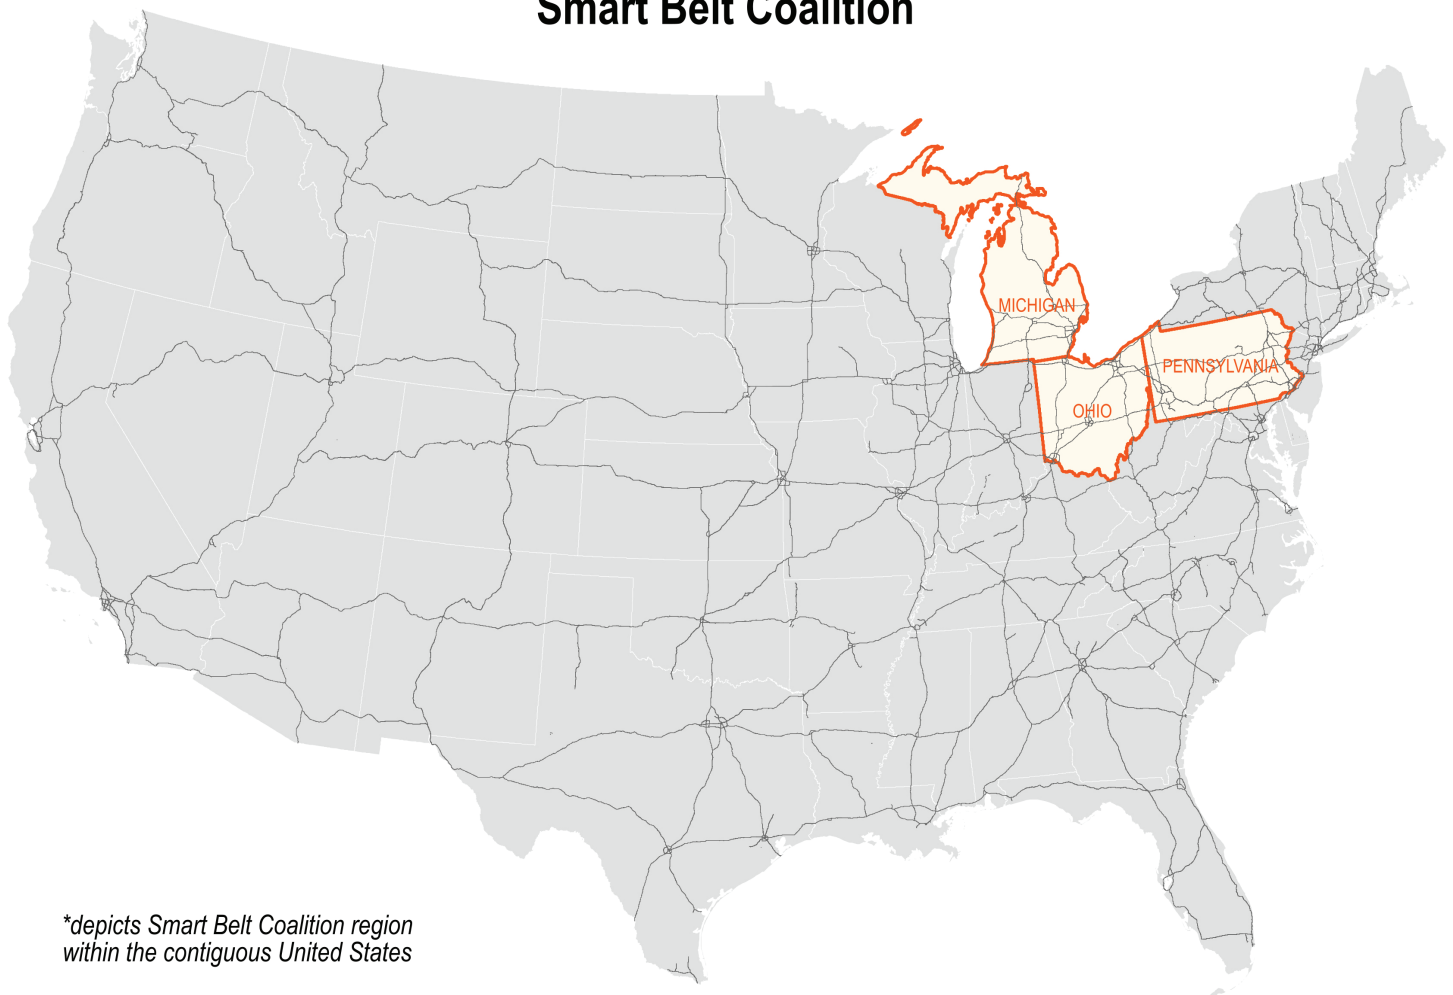 Smart Belt Coalition
MICHIGAN
PENNSYLVANIA
OHIO
*depicts Smart Belt Coalition region
within the contiguous United States